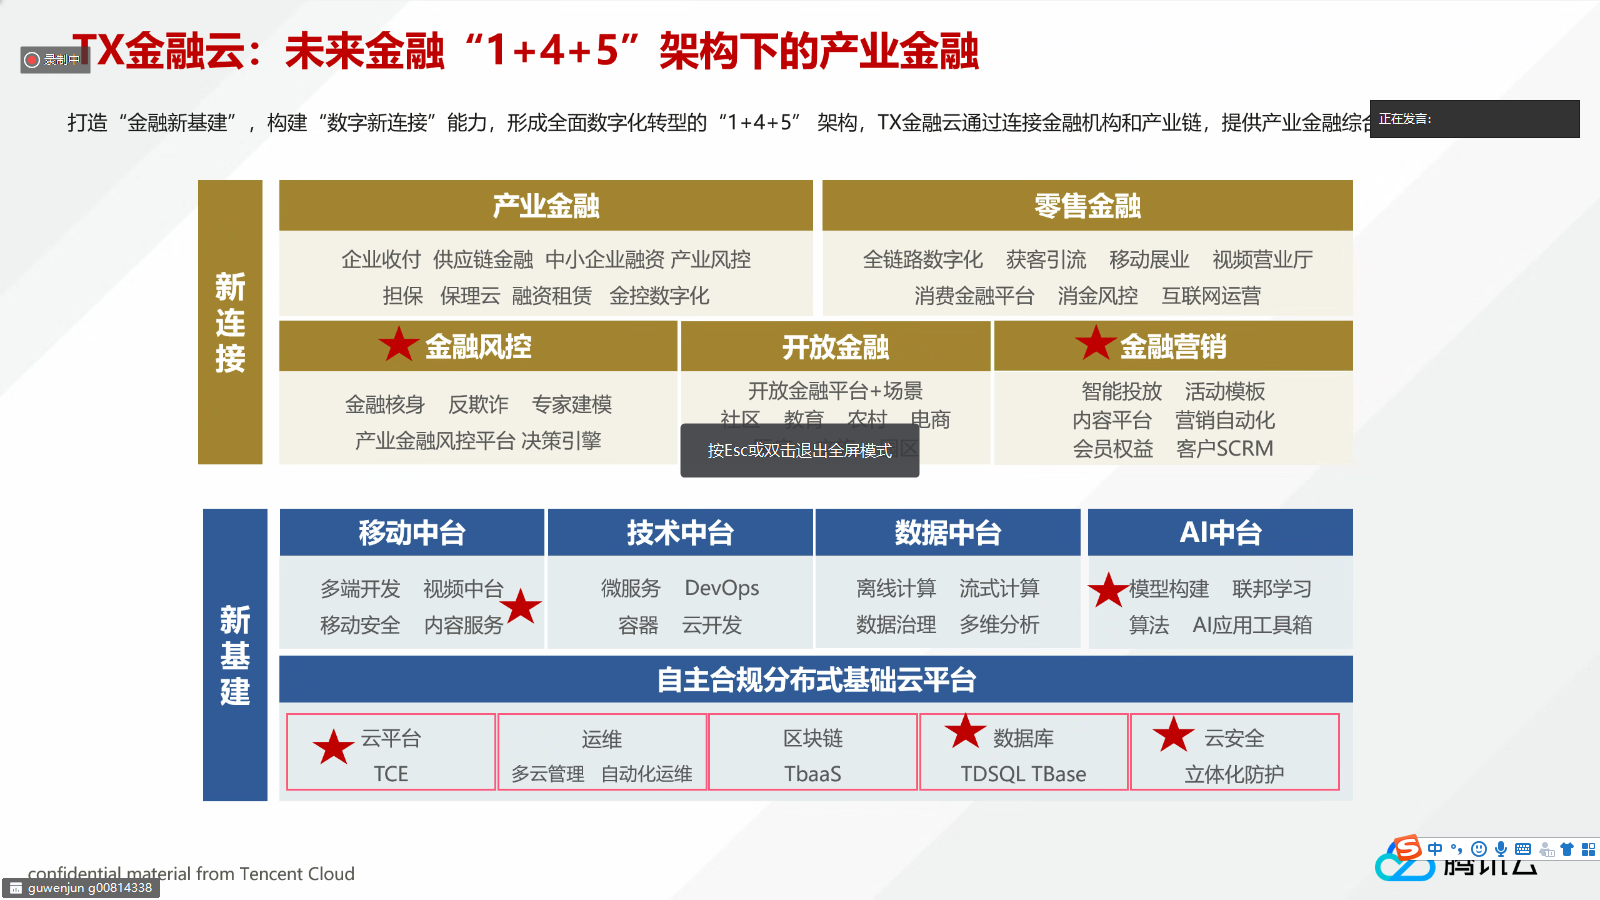 TX金融云：未来金融“1+4+5”架构下的产业金融
录制中
打造“金融新基建”，构建“数字新连接”能力，形成全面数字化转型的“1+4+5” 架构，TX金融云通过连接金融机构和产业链，提供产业金融综合
正在发言:
新连接
产业金融
企业收付 供应链金融 中小企业融资 产业风控
担保 保理云 融资租赁 金控数字化
零售金融
全链路数字化 获客引流 移动展业 视频营业厅
消费金融平台 消金风控 互联网运营
金融风控
金融核身 反欺诈 专家建模
产业金融风控平台 决策引擎
开放金融
开放金融平台+场景
社区 教育 农村 电商
按Esc或双击退出全屏模式
金融营销
智能投放 活动模板
内容平台 营销自动化
会员权益 客户SCRM
新基建
移动中台
多端开发 视频中台
移动安全 内容服务
技术中台
微服务 DevOps
容器 云开发
数据中台
离线计算 流式计算
数据治理 多维分析
AI中台
模型构建 联邦学习
算法 AI应用工具箱
自主合规分布式基础云平台
云平台
TCE
运维
多云管理 自动化运维
区块链
TbaaS
数据库
TDSQL TBase
云安全
立体化防护
confidential material from Tencent Cloud
guwenjun g00814338
中
腾讯云